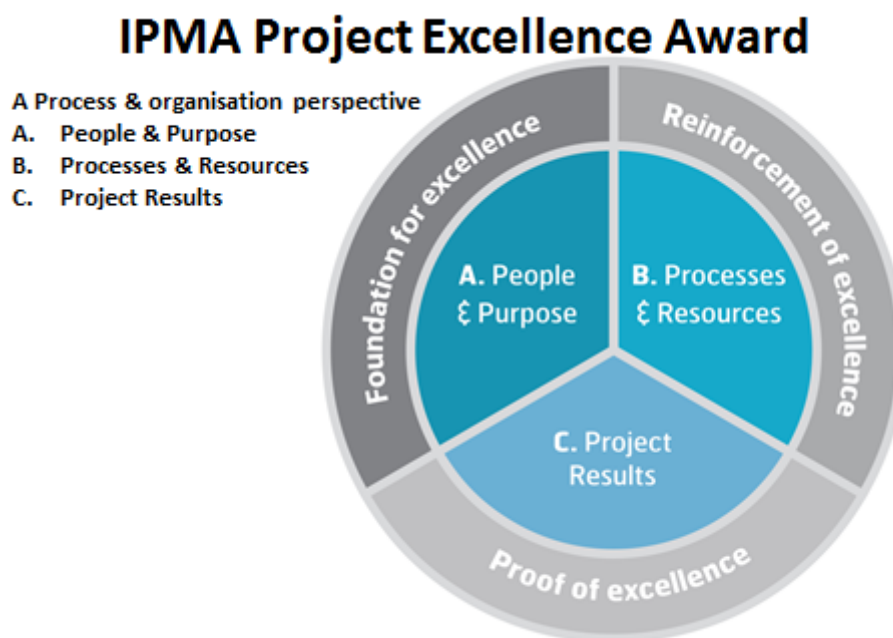 IPMA Project Excellence Award
A Process & organisation perspective
A. People & Purpose
B. Processes & Resources
C. Project Results
Foundation for excellence
Reinforcement of excellence
A. People
& Purpose
B. Processes
& Resources
C. Project
Results
Proof of excellence